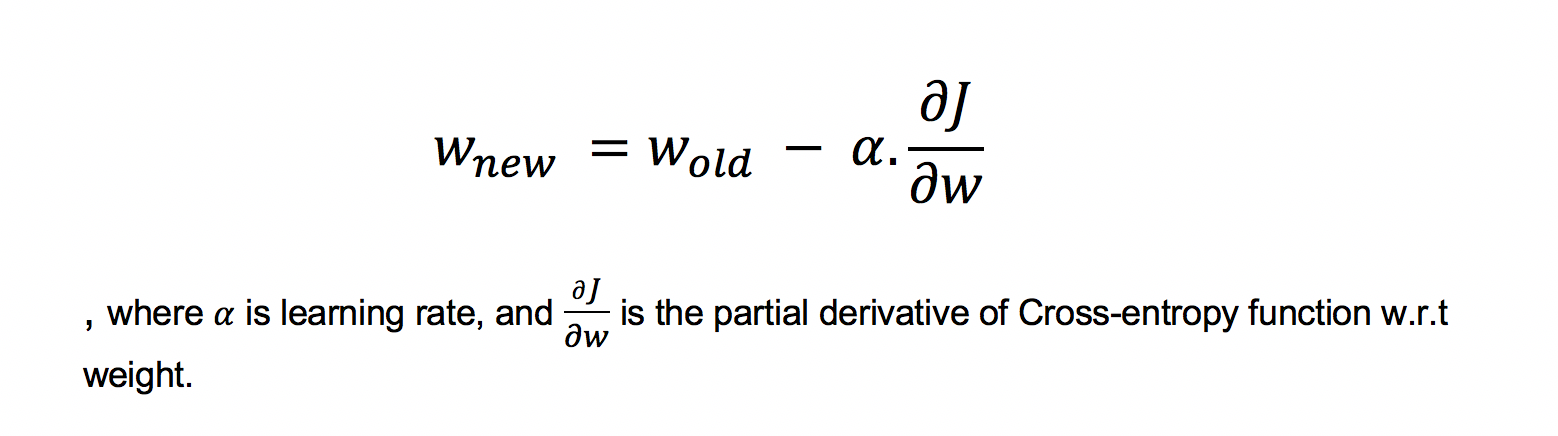 w_new = w_old − α. ∂J/∂w
, where α is learning rate, and ∂J/∂w is the partial derivative of Cross-entropy function w.r.t
weight.